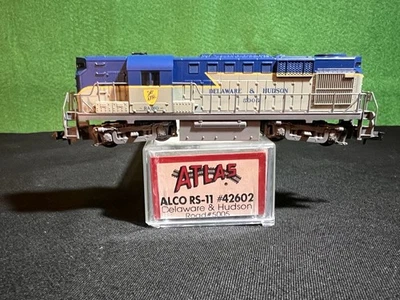 DELAWARE & HUDSON
ATLAS
ALCO RS-11 #42602
Delaware & Hudson
Road#5005